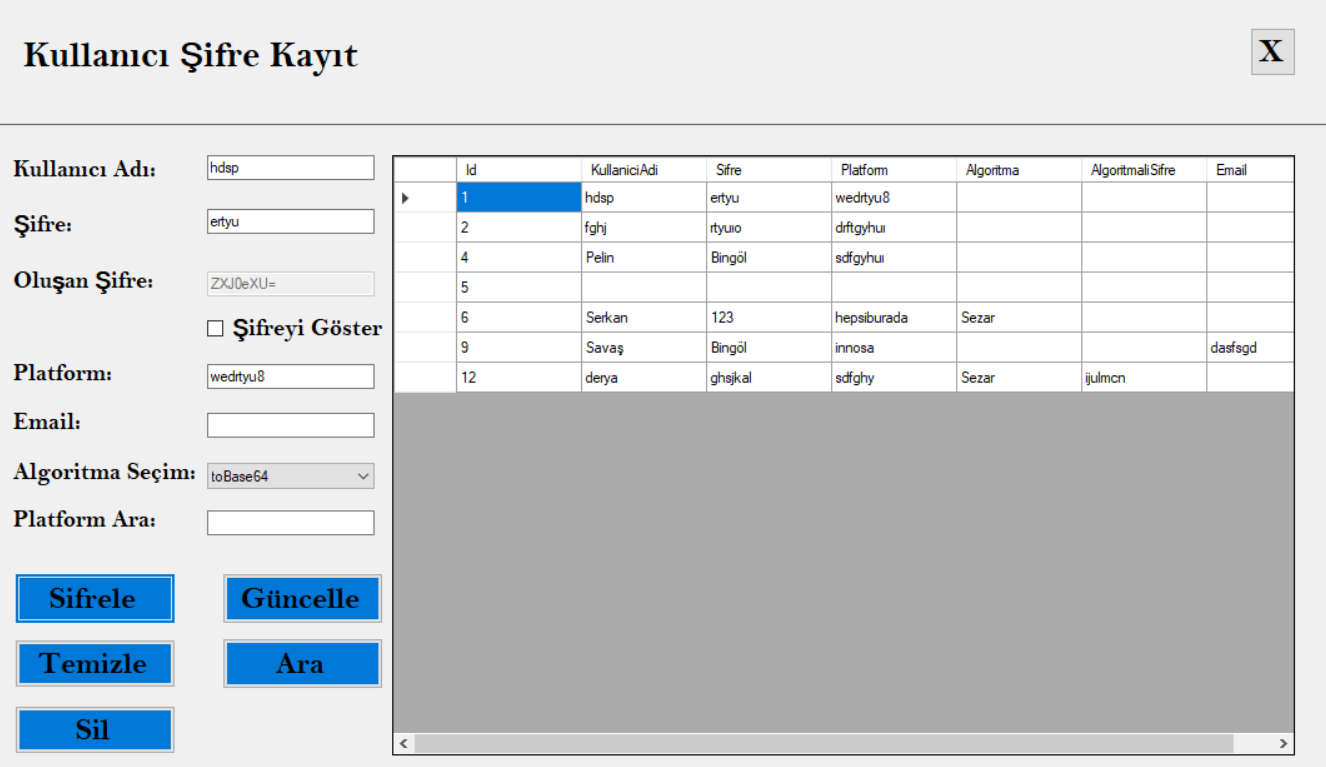 Kullanıcı Şifre Kayıt
X
Kullanıcı Adı: hdsp
Şifre: ertyu
Oluşan Şifre: ZXJ0eXU=
Şifreyi Göster
Platform: wedrtyu8
Email:
Algoritma Seçim: toBase64
Platform Ara:
Sifrele Güncelle
Temizle Ara
Sil
Id KullaniciAdi Sifre Platform Algoritma AlgoritmaliSifre Email
1 hdsp ertyu wedrtyu8
2 fghj rtyuıo drftgyhuı
4 Pelin Bingöl sdfgyhuı
5
6 Serkan 123 hepsiburada Sezar
9 Savaş Bingöl innosa dasfsgd
12 derya ghsjkal sdfghy Sezar ijulmcn